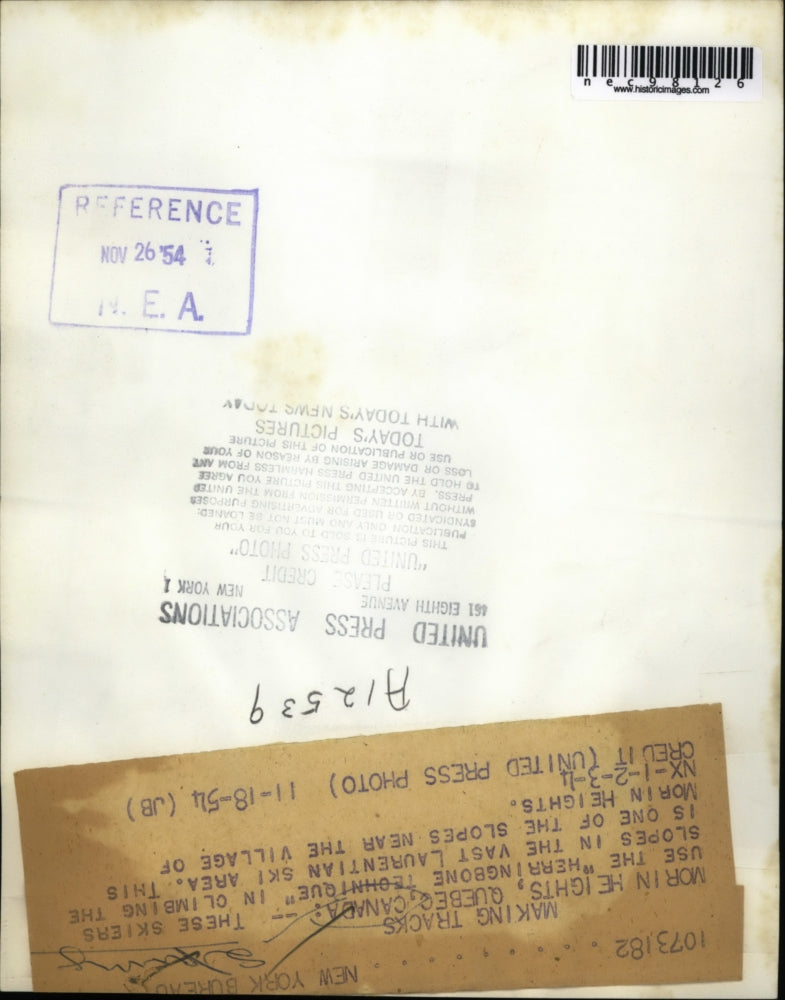 nec98126
www.historicimages.com
REFERENCE
NOV 26 '54
N. E. A.
UNITED PRESS ASSOCIATIONS
461 EIGHTH AVENUE NEW YORK 1
PLEASE CREDIT
"UNITED PRESS PHOTO"
THIS PICTURE IS SOLD TO YOU FOR YOUR
PUBLICATION ONLY AND MUST NOT BE LOANED,
SYNDICATED OR USED FOR ADVERTISING PURPOSES
WITHOUT WRITTEN PERMISSION FROM THE UNITED
PRESS. BY ACCEPTING THIS PICTURE YOU AGREE
TO HOLD THE UNITED PRESS HARMLESS FROM ANY
LOSS OR DAMAGE ARISING BY REASON OF YOUR
USE OR PUBLICATION OF THIS PICTURE
TODAY'S PICTURES
WITH TODAY'S NEWS TODAY
A12539
1073182 . . . . . . . NEW YORK BUREAU
MAKING TRACKS
MORIN HEIGHTS, QUEBEC, CANADA: -- THESE SKIERS
USE THE "HERRINGBONE TECHNIQUE" IN CLIMBING THE
SLOPES IN THE VAST LAURENTIAN SKI AREA. THIS
IS ONE OF THE SLOPES NEAR THE VILLAGE OF
MORIN HEIGHTS.
NX-1-2-3-4
CREDIT (UNITED PRESS PHOTO) 11-18-54 (JB)